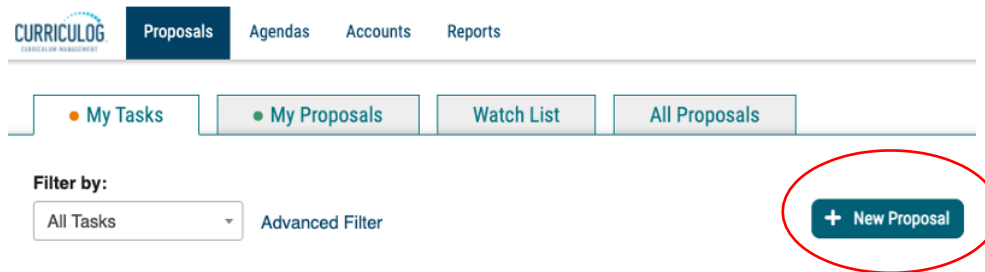 CURRICULOG
CURRICULUM MANAGEMENT
Proposals Agendas Accounts Reports
My Tasks My Proposals Watch List All Proposals
Filter by:
All Tasks Advanced Filter + New Proposal